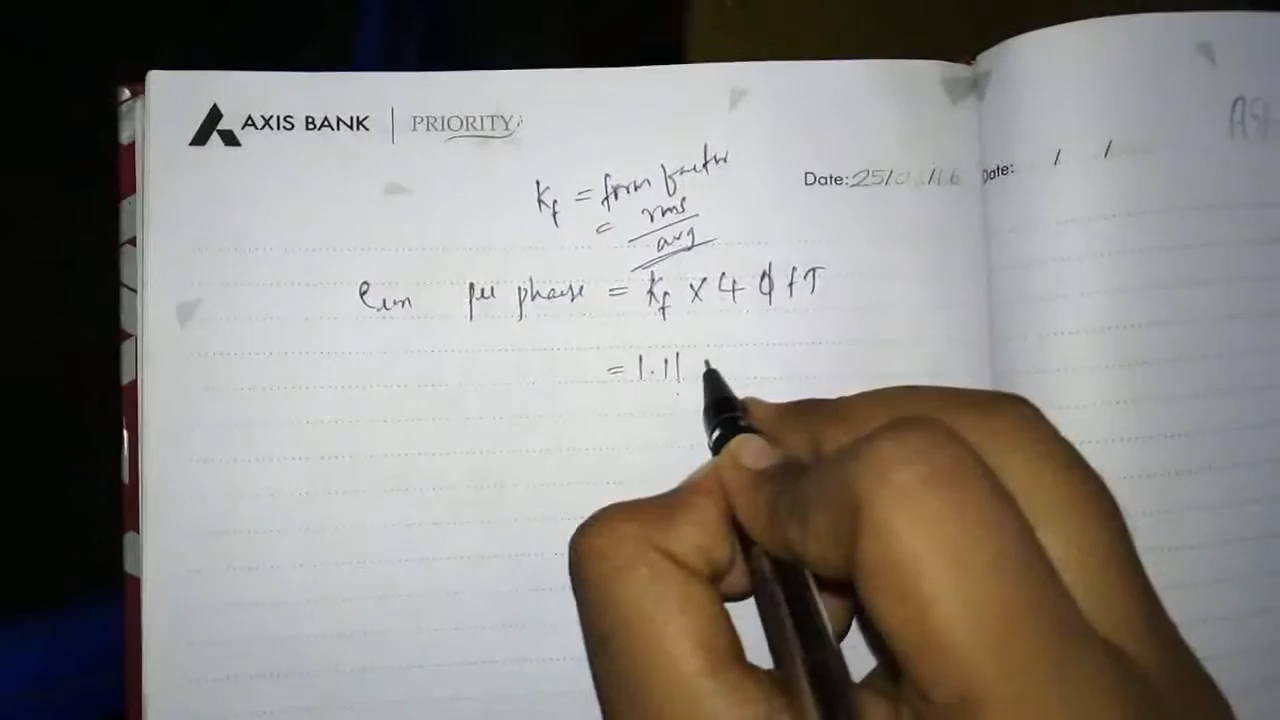 AXIS BANK | PRIORITY
Date: 25/0 /16
Date: / /
Kf = form factor
= rms
avg
Em per phase = Kf × 4 ϕ f T
= 1.11